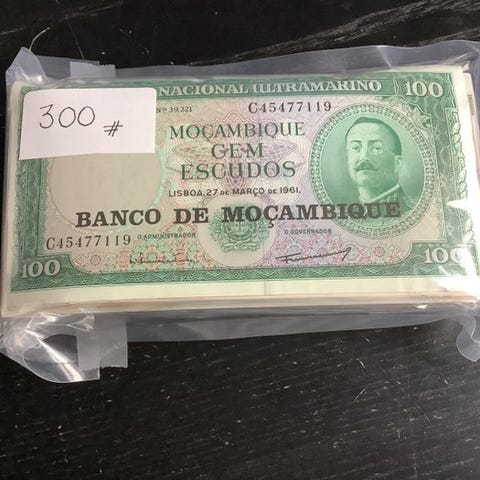 300 #
NACIONAL ULTRAMARINO 100
Nº 39,221 C45477119
MOÇAMBIQUE
CEM
ESCUDOS
LISBOA, 27 DE MARÇO DE 1961.
BANCO DE MOÇAMBIQUE
C45477119 O ADMINISTRADOR O GOVERNADOR
100 100